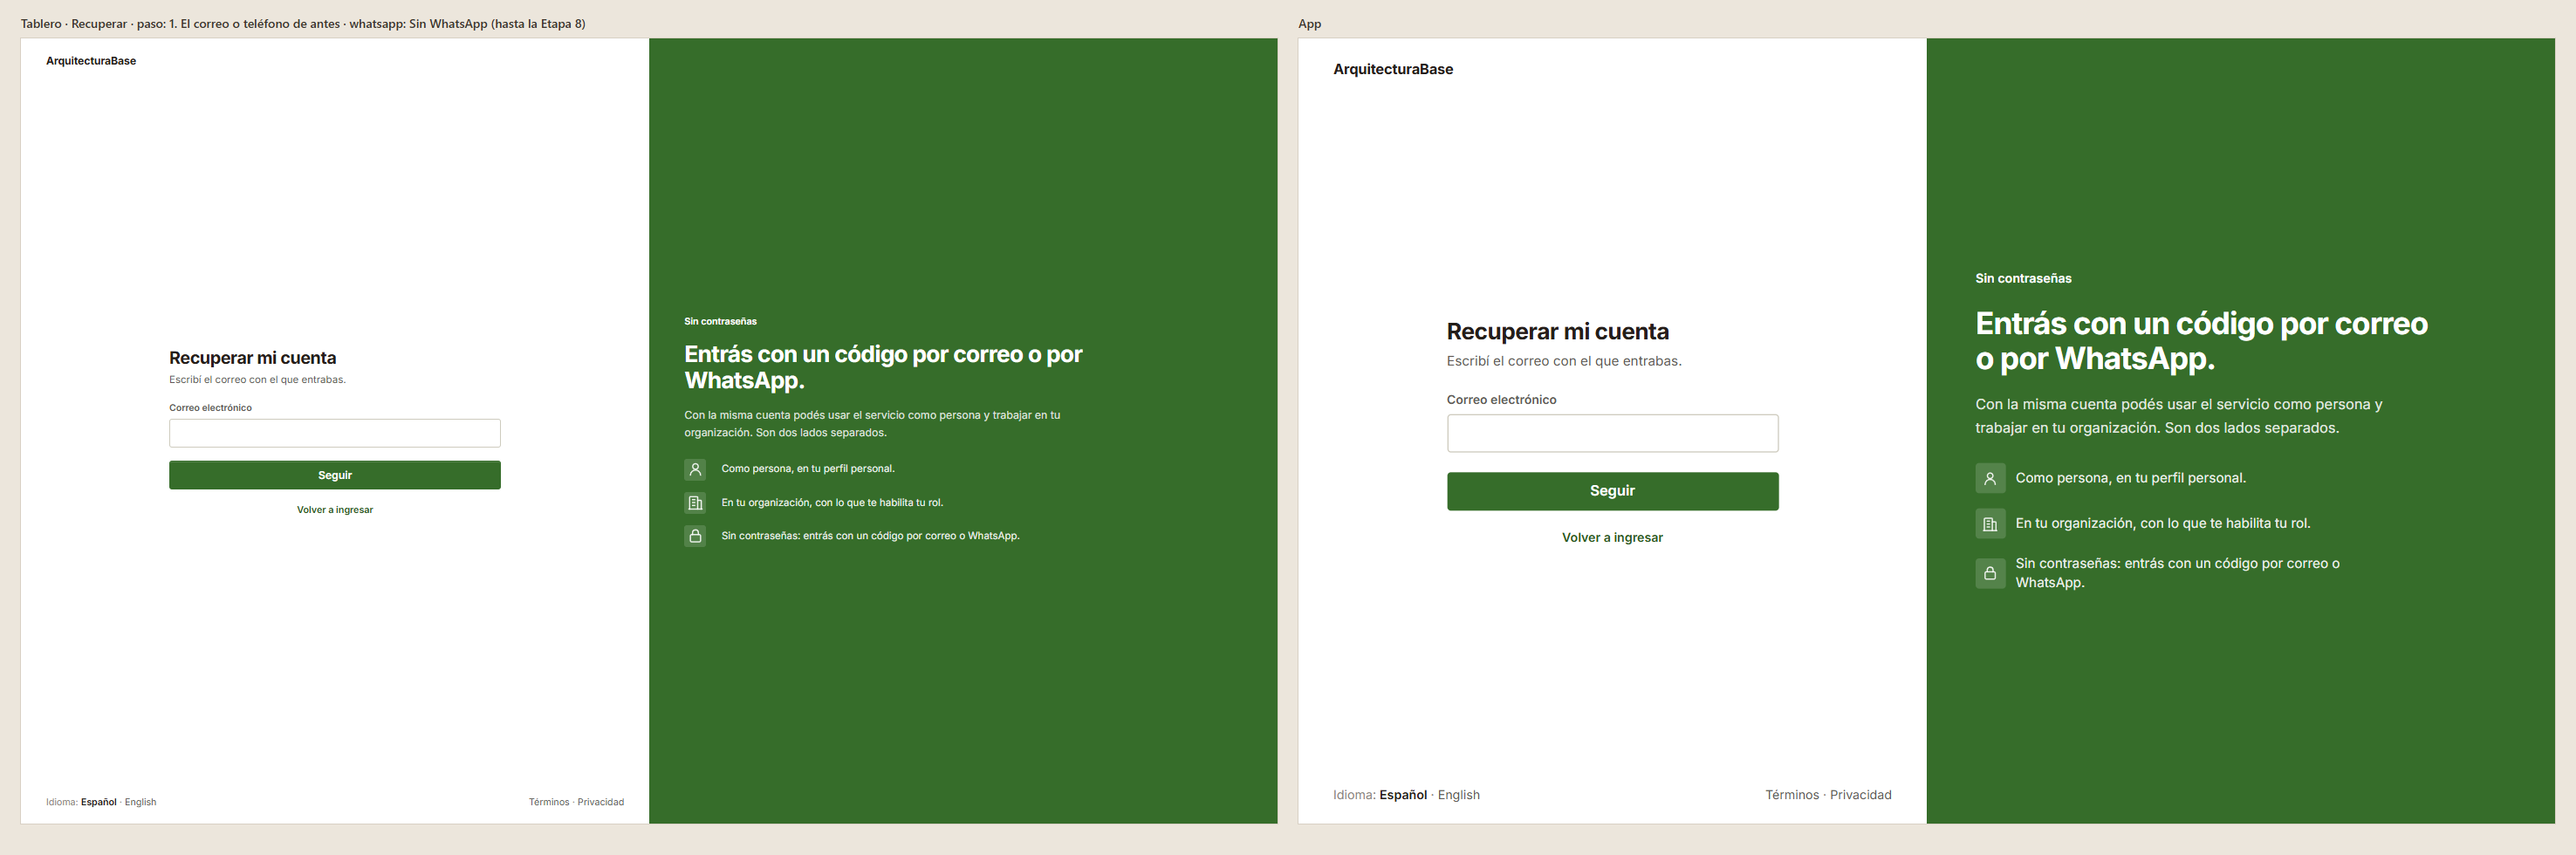 Tablero · Recuperar · paso: 1. El correo o teléfono de antes · whatsapp: Sin WhatsApp (hasta la Etapa 8)
ArquitecturaBase
Recuperar mi cuenta
Escribí el correo con el que entrabas.
Correo electrónico
Seguir
Volver a ingresar
Idioma: Español · English
Términos · Privacidad
Sin contraseñas
Entrás con un código por correo o por
WhatsApp.
Con la misma cuenta podés usar el servicio como persona y trabajar en tu
organización. Son dos lados separados.
Como persona, en tu perfil personal.
En tu organización, con lo que te habilita tu rol.
Sin contraseñas: entrás con un código por correo o WhatsApp.
App
ArquitecturaBase
Recuperar mi cuenta
Escribí el correo con el que entrabas.
Correo electrónico
Seguir
Volver a ingresar
Idioma: Español · English
Términos · Privacidad
Sin contraseñas
Entrás con un código por correo
o por WhatsApp.
Con la misma cuenta podés usar el servicio como persona y
trabajar en tu organización. Son dos lados separados.
Como persona, en tu perfil personal.
En tu organización, con lo que te habilita tu rol.
Sin contraseñas: entrás con un código por correo o
WhatsApp.